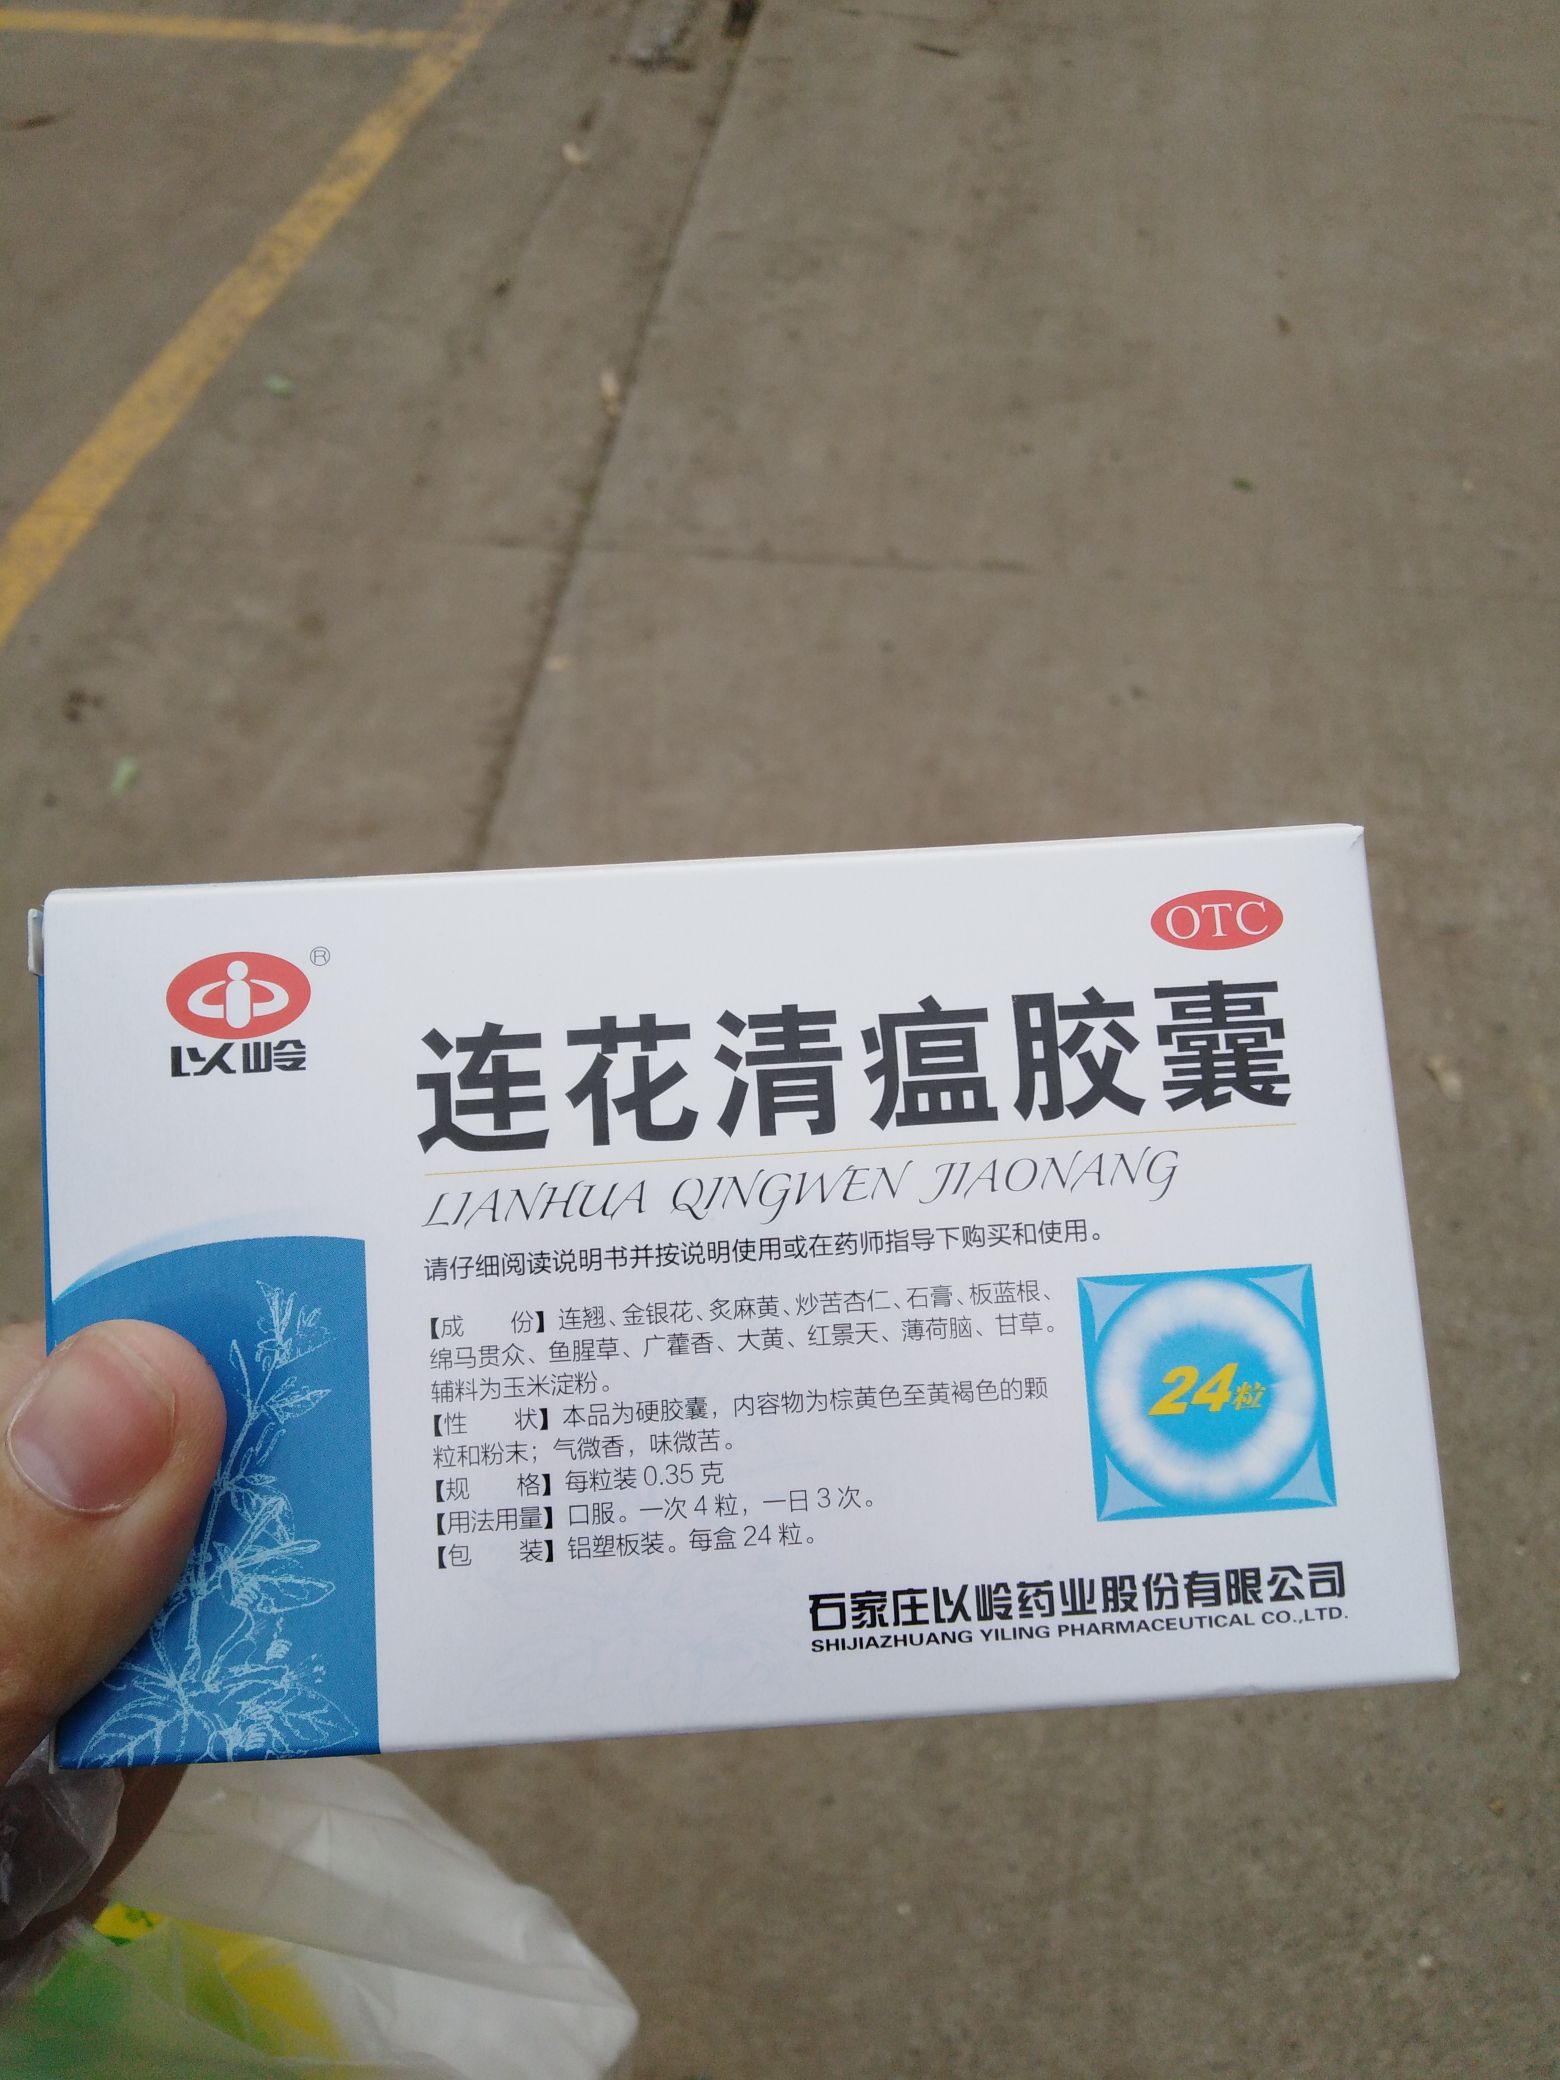 OTC
®
以岭
连花清瘟胶囊
LIANHUA QINGWEN JIAONANG
请仔细阅读说明书并按说明使用或在药师指导下购买和使用。
【成　　份】连翘、金银花、炙麻黄、炒苦杏仁、石膏、板蓝根、
绵马贯众、鱼腥草、广藿香、大黄、红景天、薄荷脑、甘草。
辅料为玉米淀粉。
【性　　状】本品为硬胶囊，内容物为棕黄色至黄褐色的颗
粒和粉末；气微香，味微苦。
【规　　格】每粒装 0.35 克
【用法用量】口服。一次 4 粒，一日 3 次。
【包　　装】铝塑板装。每盒 24 粒。
24粒
石家庄以岭药业股份有限公司
SHIJIAZHUANG YILING PHARMACEUTICAL CO.,LTD.